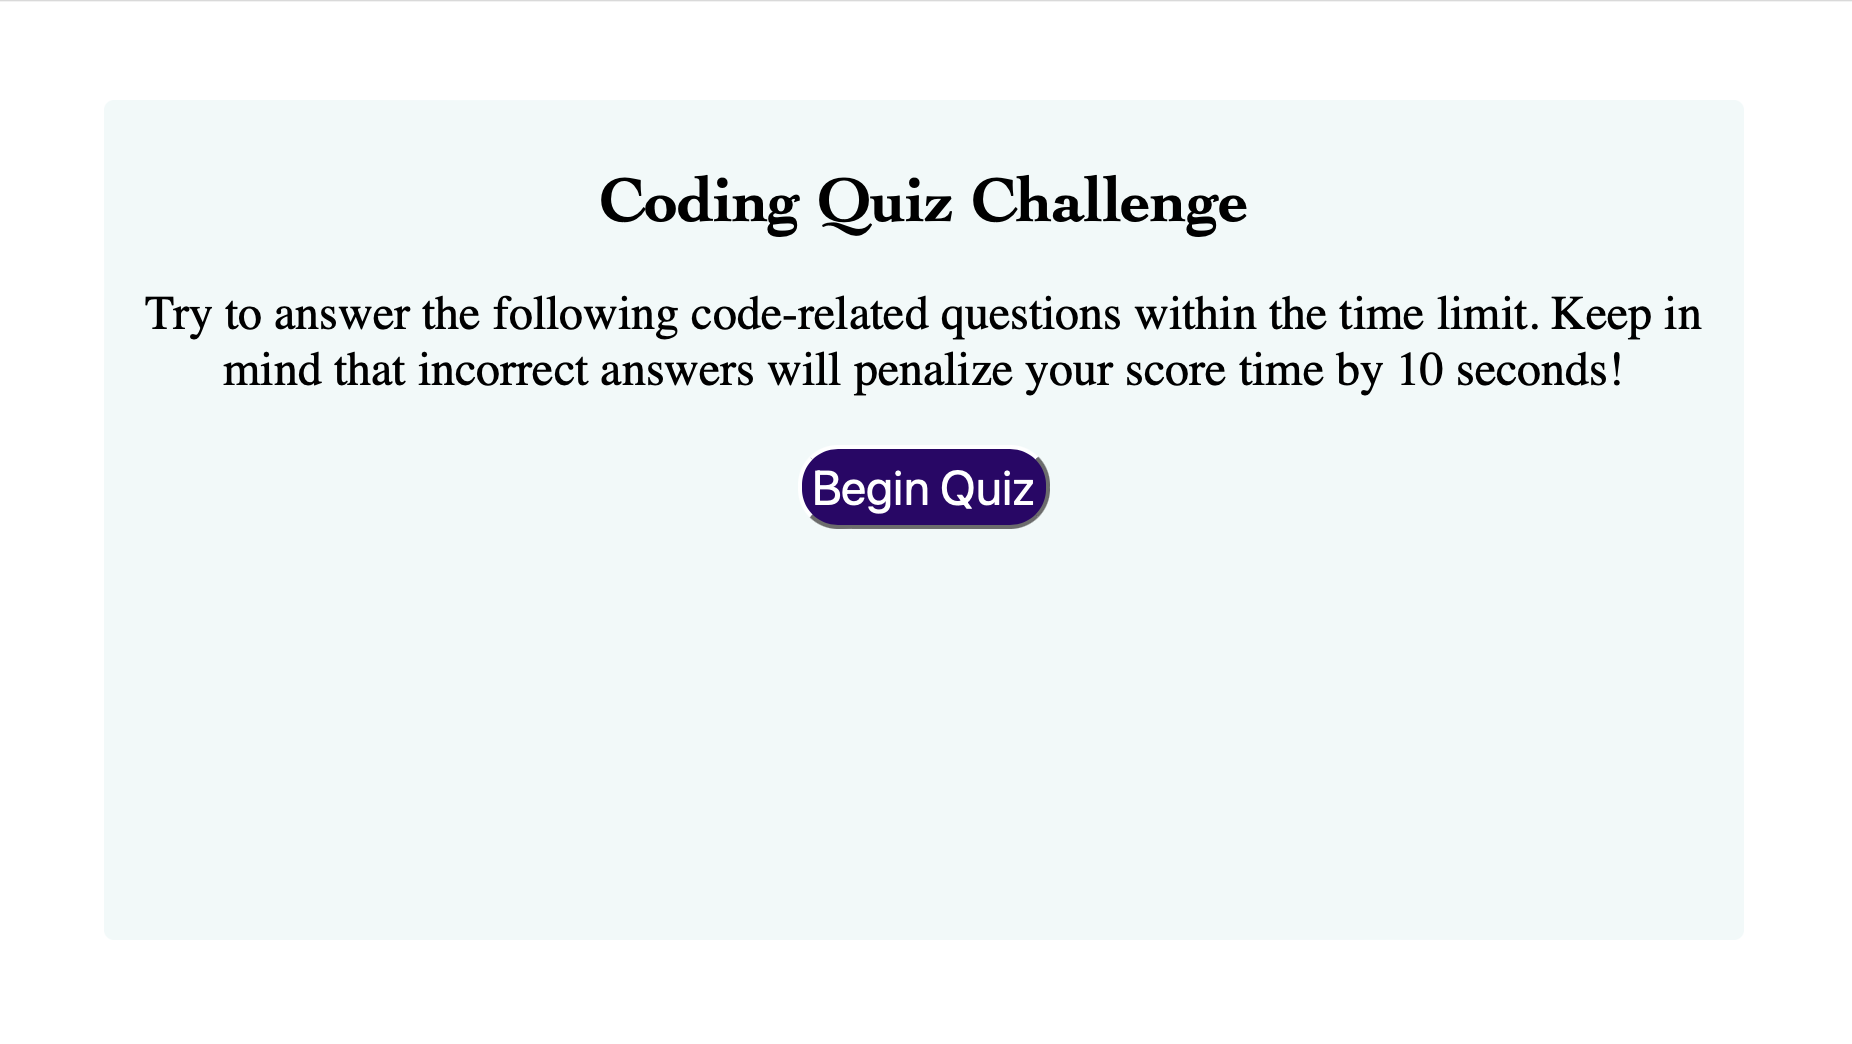 Coding Quiz Challenge
Try to answer the following code-related questions within the time limit. Keep in
mind that incorrect answers will penalize your score time by 10 seconds!
Begin Quiz